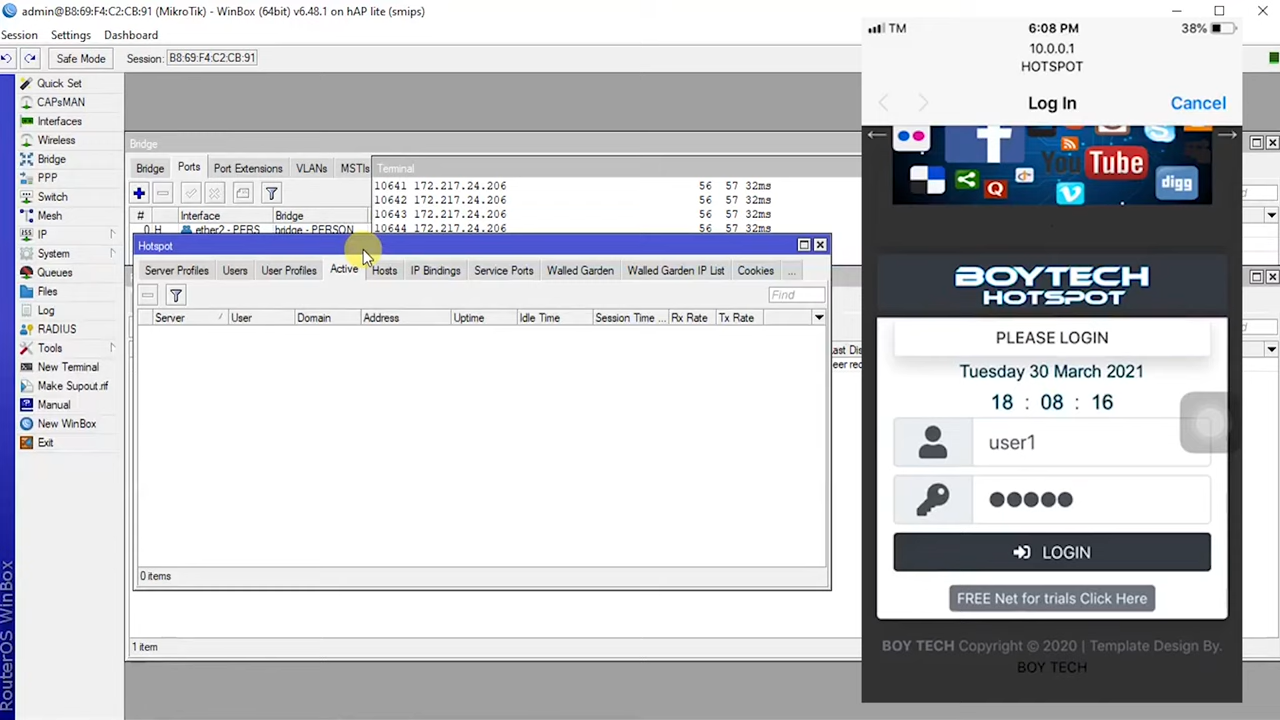 admin@B8:69:F4:C2:CB:91 (MikroTik) - WinBox (64bit) v6.48.1 on hAP lite (smips)
Session Settings Dashboard
Safe Mode Session: B8:69:F4:C2:CB:91
Quick Set
CAPsMAN
Interfaces
Wireless
Bridge
PPP
Switch
Mesh
IP
System
Queues
Files
Log
RADIUS
Tools
New Terminal
Make Supout.rif
Manual
New WinBox
Exit
RouterOS WinBox
Bridge
Bridge Ports Port Extensions VLANs MSTIs
# Interface Bridge
0 H ether2 - PERS bridge - PERSON
Terminal
10641 172.217.24.206 56 57 32ms
10642 172.217.24.206 56 57 32ms
10643 172.217.24.206 56 57 32ms
10644 172.217.24.206 56 57 32ms
Hotspot
Server Profiles Users User Profiles Active Hosts IP Bindings Service Ports Walled Garden Walled Garden IP List Cookies ...
Find
Server User Domain Address Uptime Idle Time Session Time ... Rx Rate Tx Rate
0 items
1 item
TM 6:08 PM 38%
10.0.0.1
HOTSPOT
Log In Cancel
YouTube
digg
BOYTECH
HOTSPOT
PLEASE LOGIN
Tuesday 30 March 2021
18 : 08 : 16
user1
LOGIN
FREE Net for trials Click Here
BOY TECH Copyright © 2020 | Template Design By.
BOY TECH